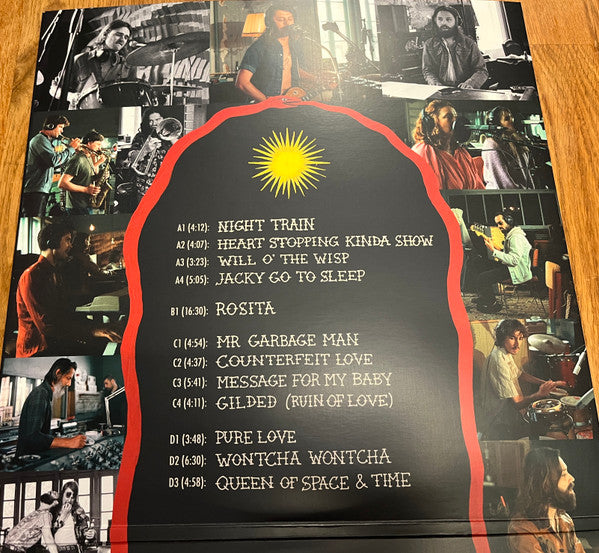 A1 (4:12): NIGHT TRAIN
A2 (4:07): HEART STOPPING KINDA SHOW
A3 (3:23): WILL O' THE WISP
A4 (5:05): JACKY GO TO SLEEP
B1 (16:30): ROSITA
C1 (4:54): MR GARBAGE MAN
C2 (4:37): COUNTERFEIT LOVE
C3 (5:41): MESSAGE FOR MY BABY
C4 (4:11): GILDED (RUIN OF LOVE)
D1 (3:48): PURE LOVE
D2 (6:30): WONTCHA WONTCHA
D3 (4:58): QUEEN OF SPACE & TIME